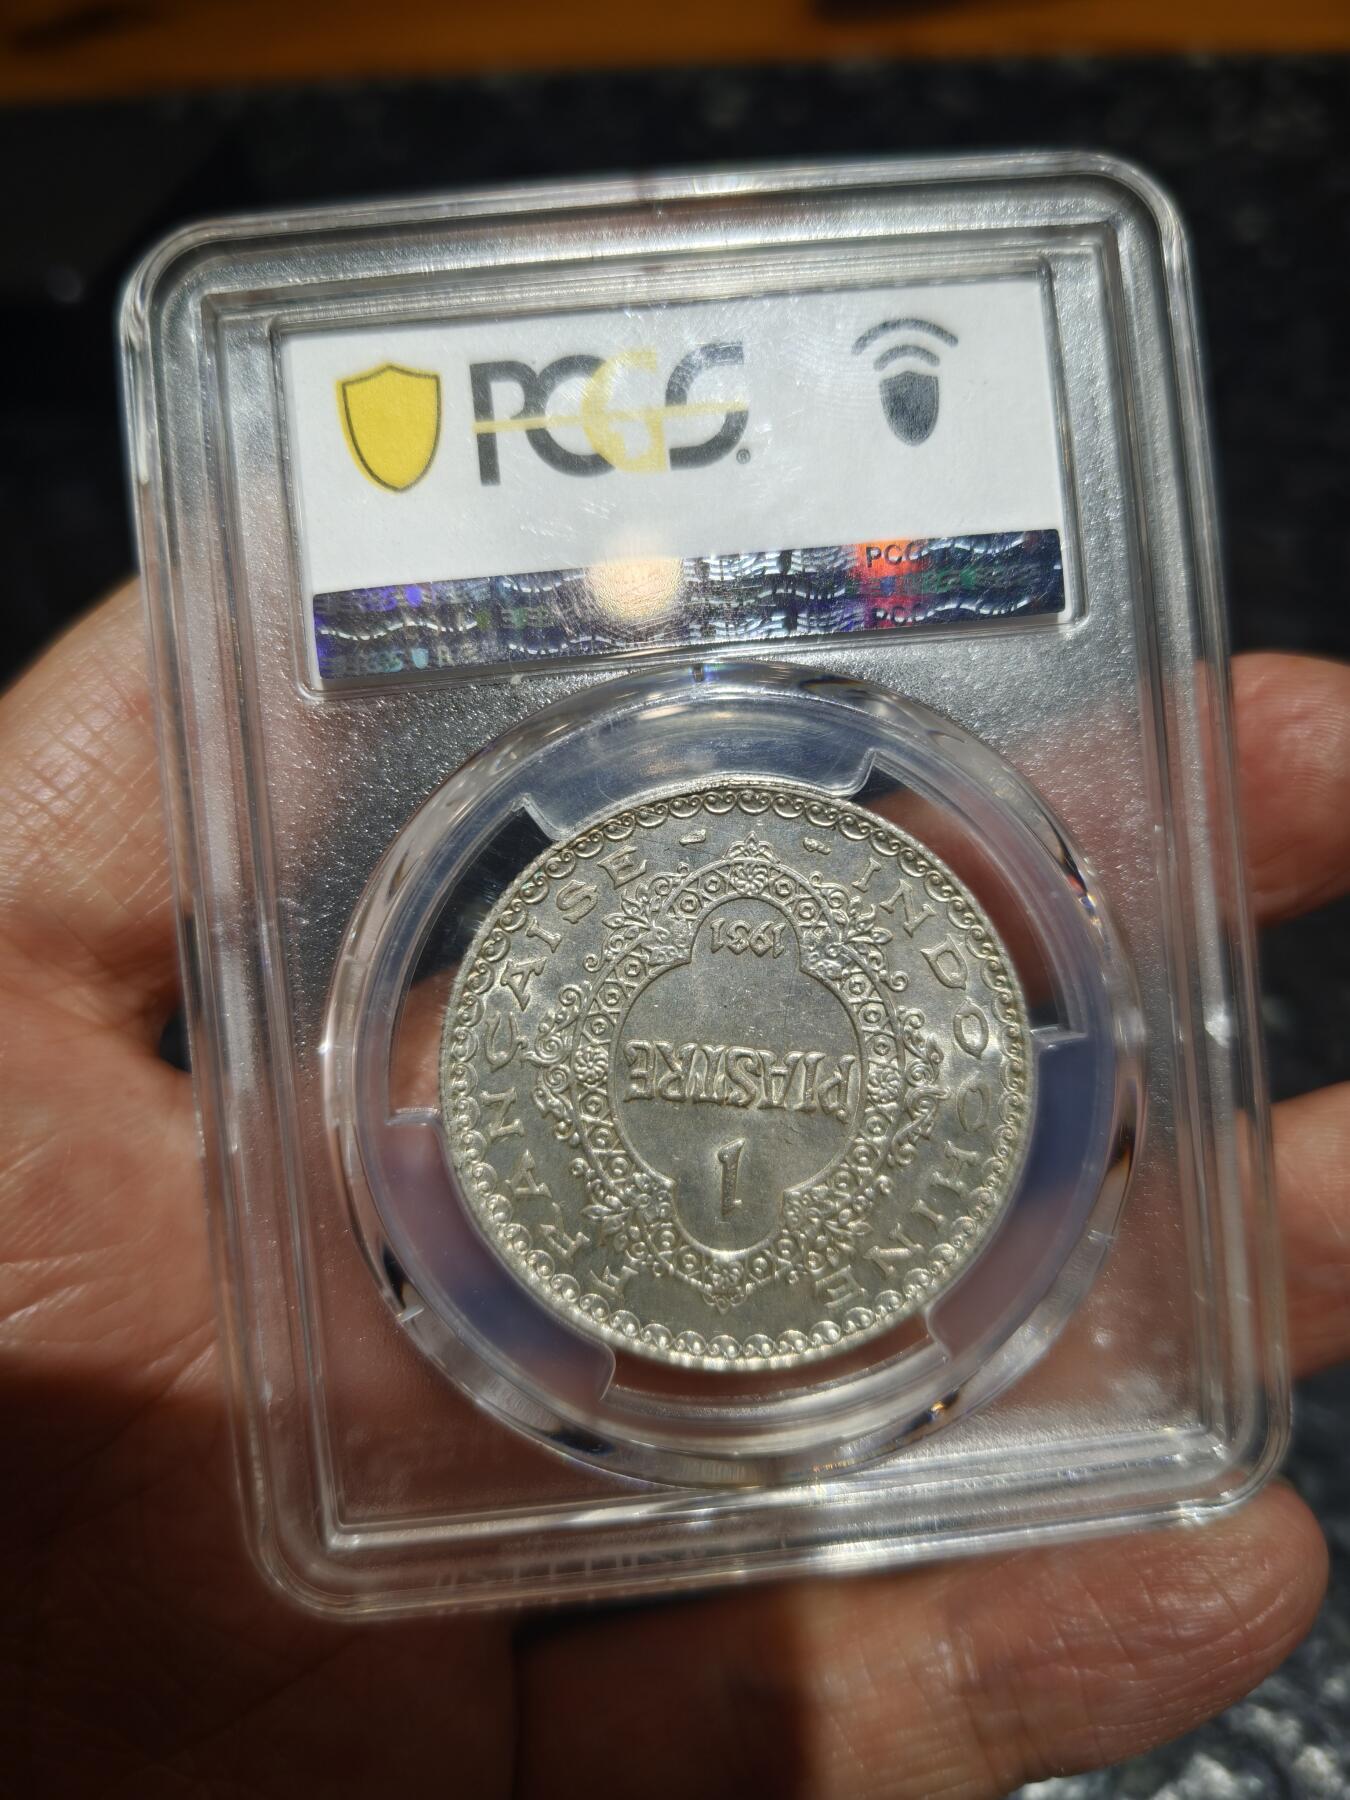 PCGS®
INDOCHINE FRANÇAISE
1
PIASTRE
1931